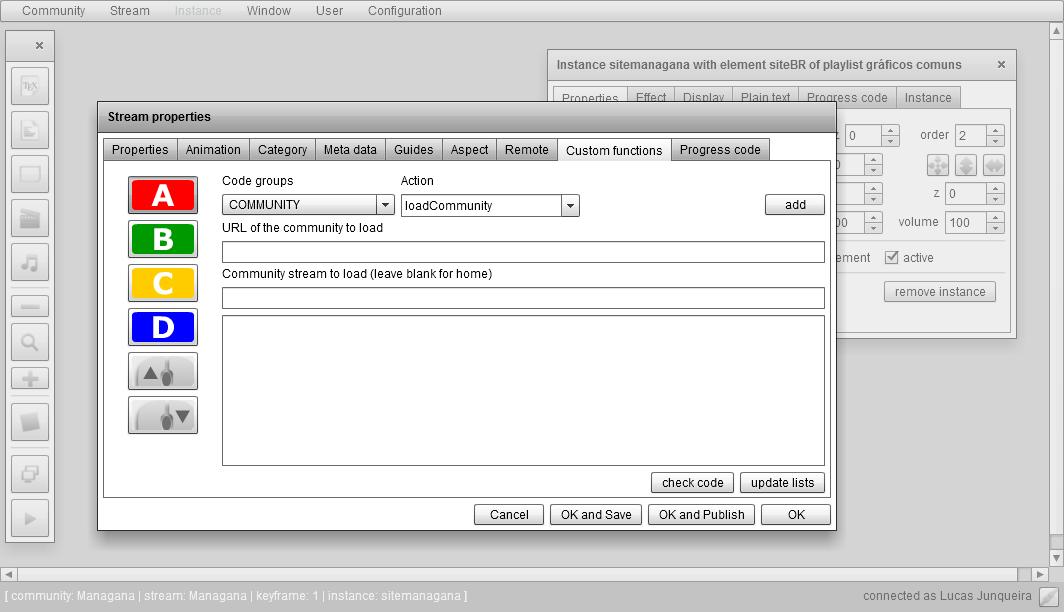 Community Stream Instance Window User Configuration
Instance sitemanagana with element siteBR of playlist gráficos comuns
Properties Effect Display Plain text Progress code Instance
Stream properties
Properties Animation Category Meta data Guides Aspect Remote Custom functions Progress code
A
B
C
D
Code groups Action
COMMUNITY loadCommunity add
URL of the community to load
Community stream to load (leave blank for home)
check code update lists
Cancel OK and Save OK and Publish OK
0 order 2
z 0
00 volume 100
ement active
remove instance
TEX
[ community: Managana | stream: Managana | keyframe: 1 | instance: sitemanagana ]
connected as Lucas Junqueira